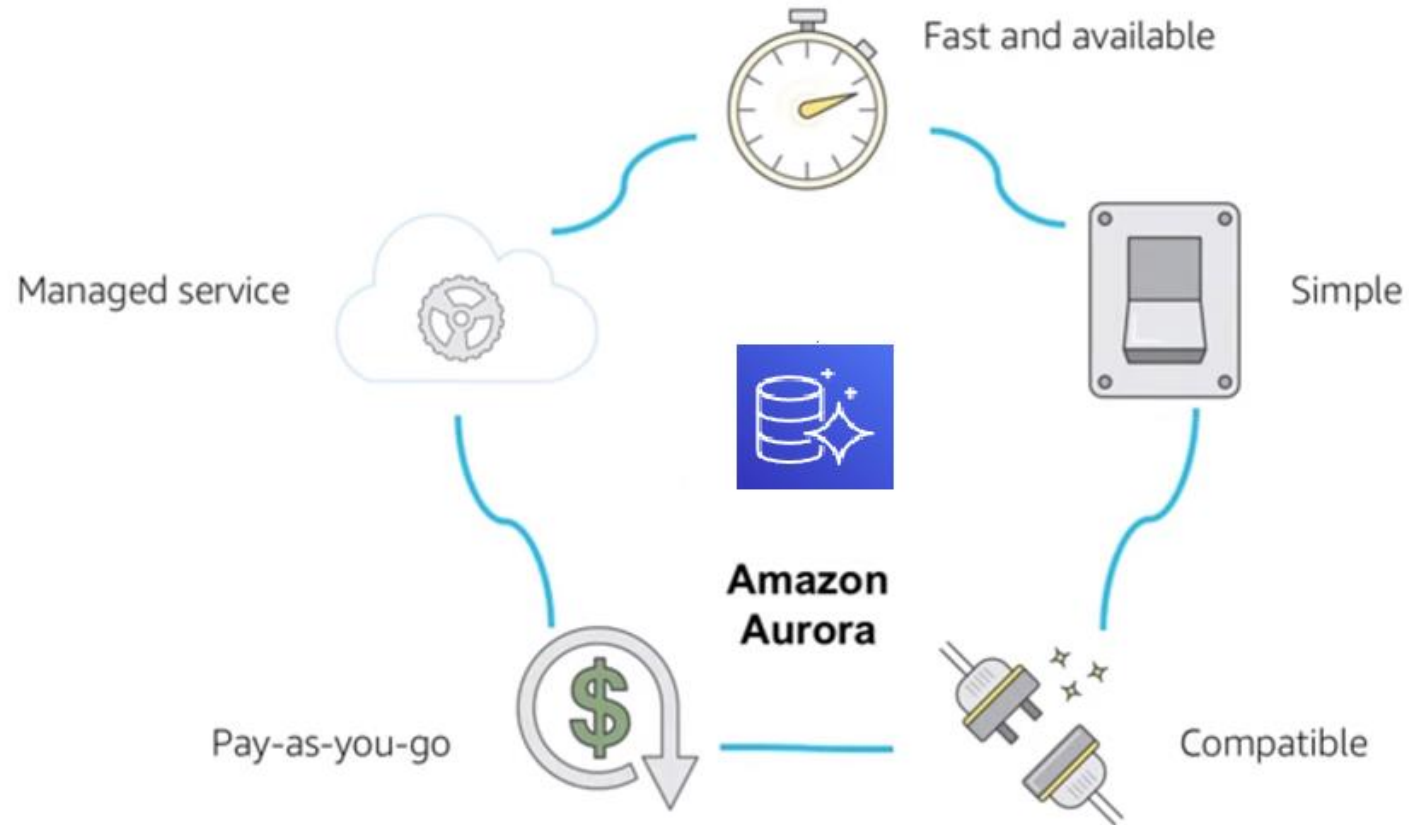 Fast and available
Managed service
Simple
Amazon
Aurora
Pay-as-you-go
Compatible